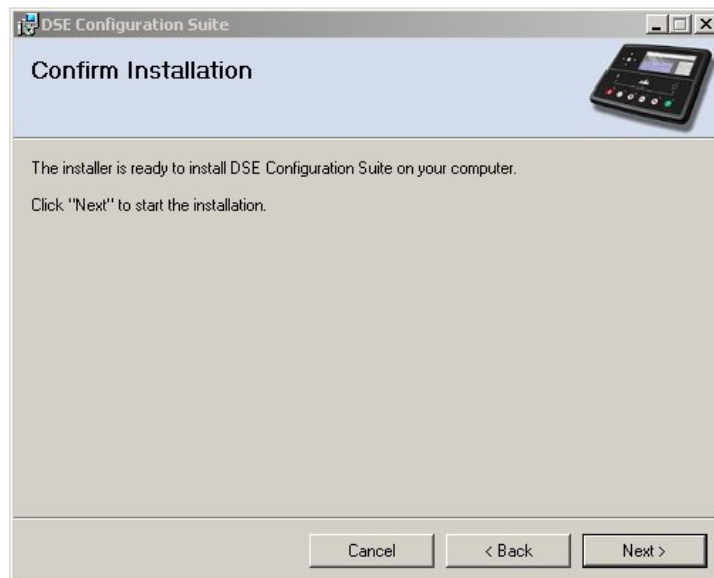 DSE Configuration Suite
Confirm Installation
The installer is ready to install DSE Configuration Suite on your computer.
Click "Next" to start the installation.
Cancel
< Back
Next >